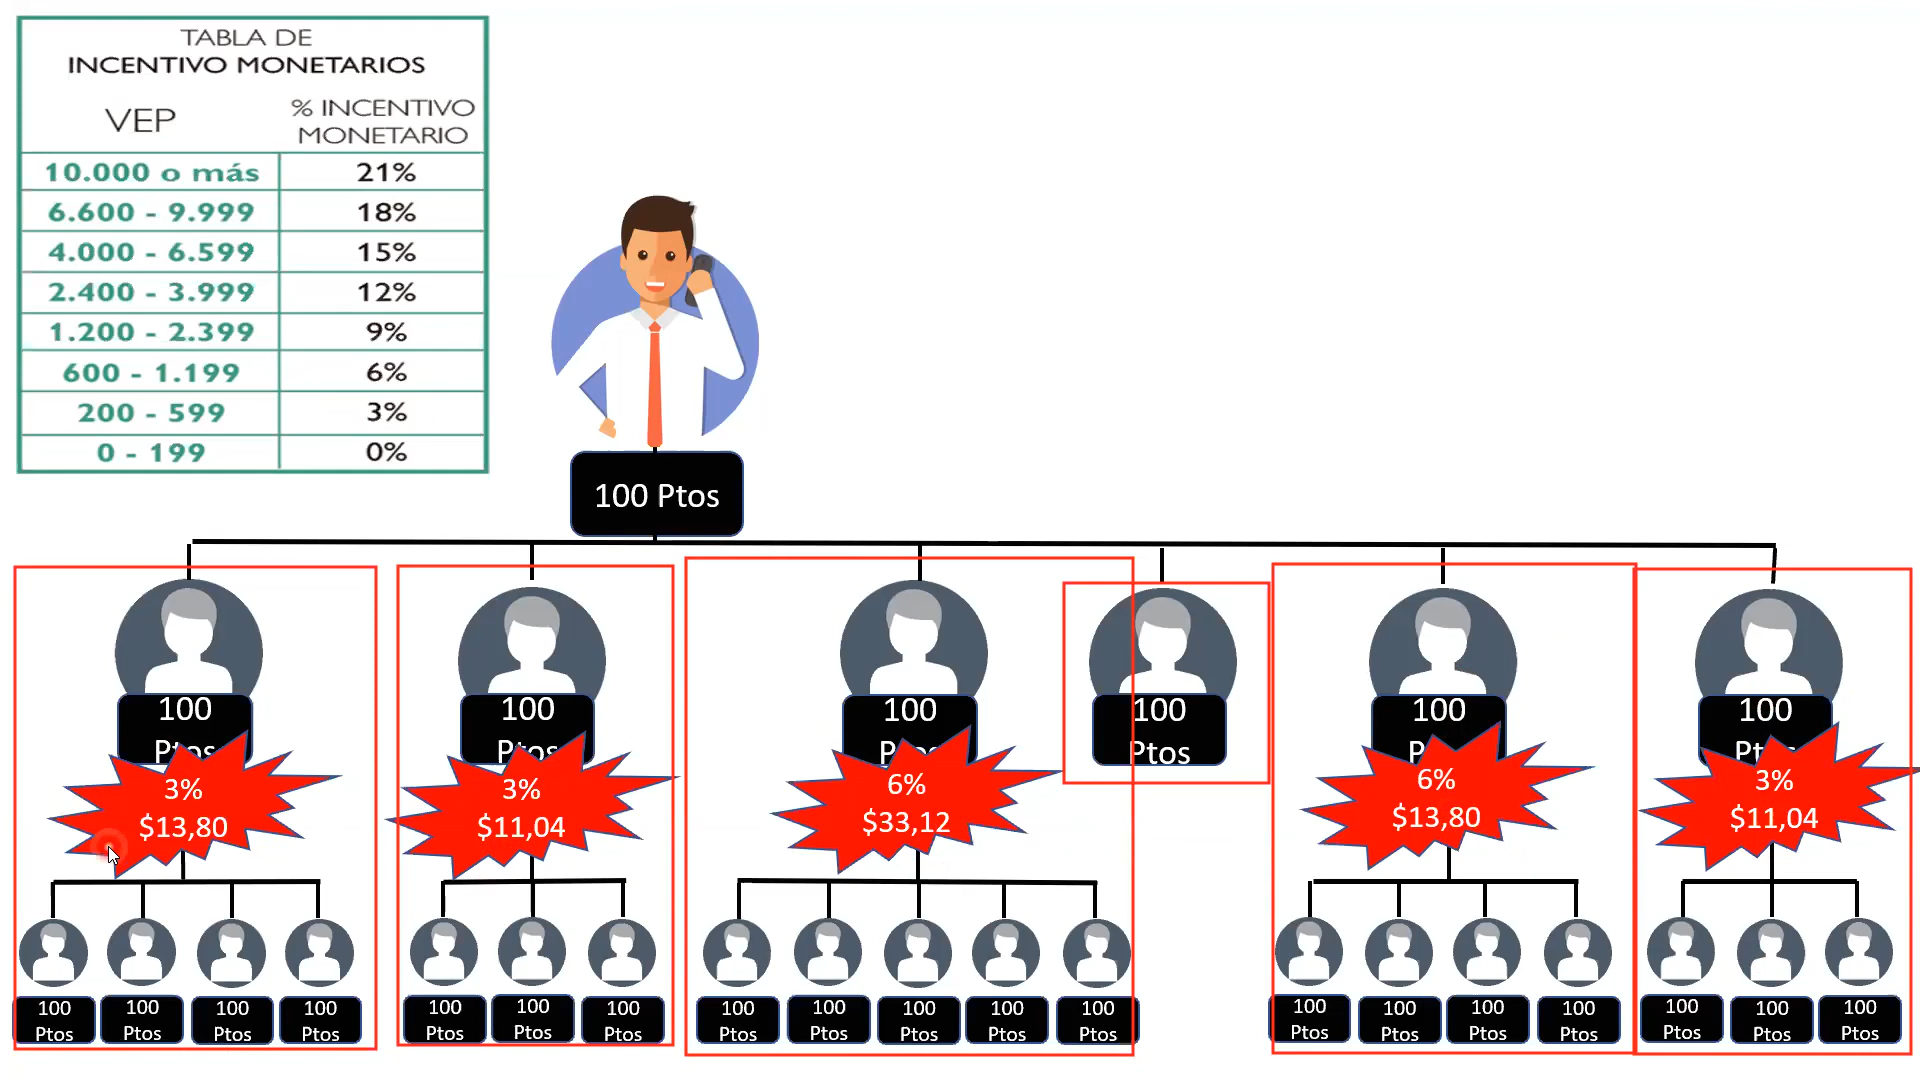 TABLA DE
INCENTIVO MONETARIOS
VEP
% INCENTIVO
MONETARIO
10.000 o más 21%
6.600 - 9.999 18%
4.000 - 6.599 15%
2.400 - 3.999 12%
1.200 - 2.399 9%
600 - 1.199 6%
200 - 599 3%
0 - 199 0%
100 Ptos
100
Ptos
3%
$13,80
100
Ptos
3%
$11,04
100
Ptos
6%
$33,12
100
Ptos
100
Ptos
6%
$13,80
100
Ptos
3%
$11,04
100
Ptos
100
Ptos
100
Ptos
100
Ptos
100
Ptos
100
Ptos
100
Ptos
100
Ptos
100
Ptos
100
Ptos
100
Ptos
100
Ptos
100
Ptos
100
Ptos
100
Ptos
100
Ptos
100
Ptos
100
Ptos
100
Ptos